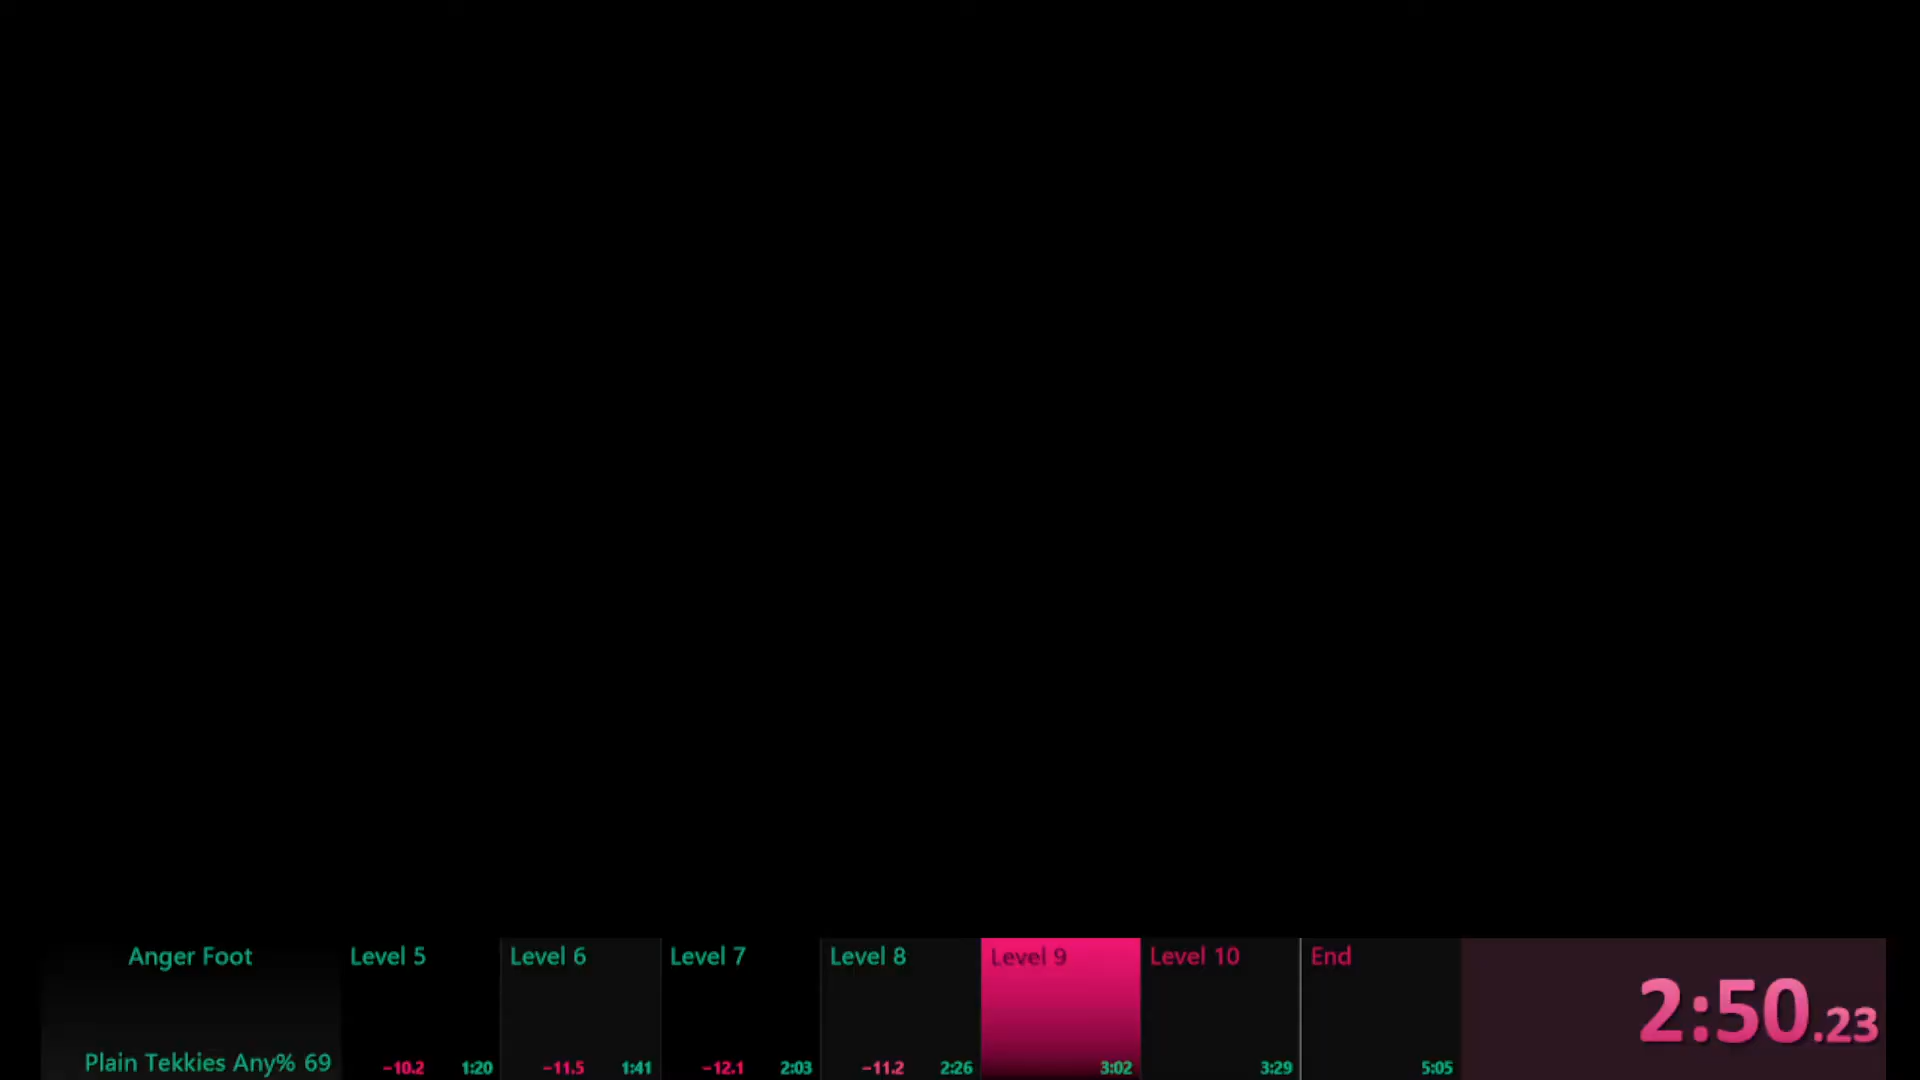 Anger Foot
Plain Tekkies Any% 69
Level 5
−10.2 1:20
Level 6
−11.5 1:41
Level 7
−12.1 2:03
Level 8
−11.2 2:26
Level 9
3:02
Level 10
3:29
End
5:05
2:50.23